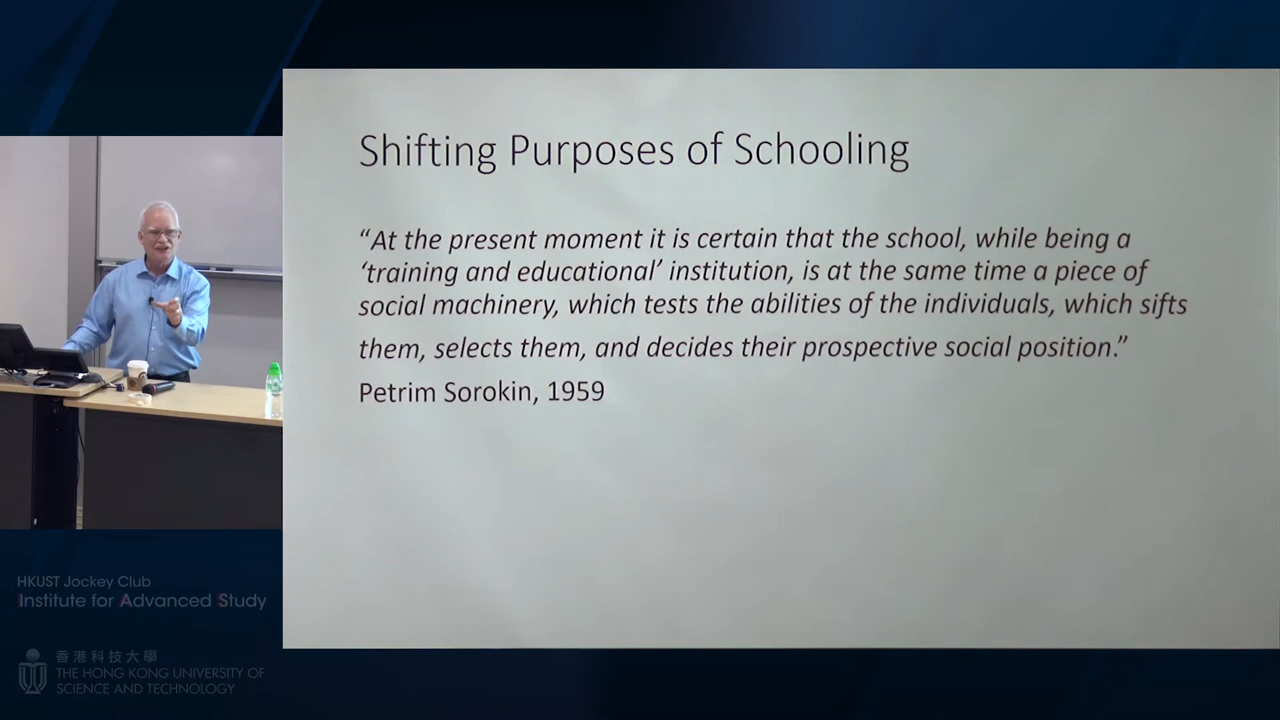 Shifting Purposes of Schooling
“At the present moment it is certain that the school, while being a
‘training and educational’ institution, is at the same time a piece of
social machinery, which tests the abilities of the individuals, which sifts
them, selects them, and decides their prospective social position.”
Petrim Sorokin, 1959
HKUST Jockey Club
Institute for Advanced Study
香港科技大學
THE HONG KONG UNIVERSITY OF
SCIENCE AND TECHNOLOGY